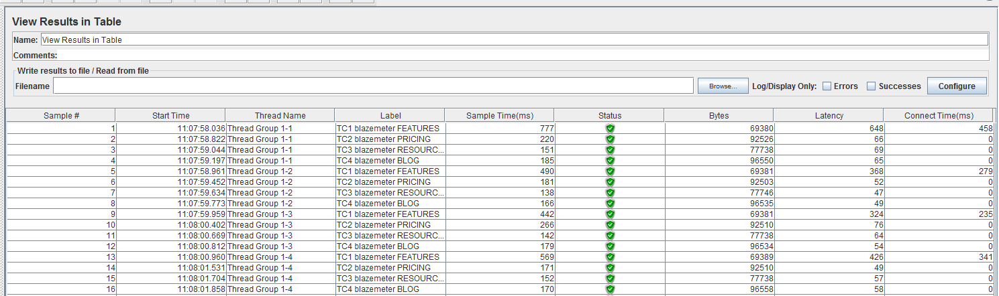 View Results in Table
Name: View Results in Table
Comments:
Write results to file / Read from file
Filename Browse... Log/Display Only: Errors Successes Configure
Sample # Start Time Thread Name Label Sample Time(ms) Status Bytes Latency Connect Time(ms)
1 11:07:58.036 Thread Group 1-1 TC1 blazemeter FEATURES 777 69380 648 458
2 11:07:58.822 Thread Group 1-1 TC2 blazemeter PRICING 220 92526 66 0
3 11:07:59.044 Thread Group 1-1 TC3 blazemeter RESOURC... 151 77738 69 0
4 11:07:59.197 Thread Group 1-1 TC4 blazemeter BLOG 185 96550 65 0
5 11:07:58.961 Thread Group 1-2 TC1 blazemeter FEATURES 490 69381 368 279
6 11:07:59.452 Thread Group 1-2 TC2 blazemeter PRICING 181 92503 52 0
7 11:07:59.634 Thread Group 1-2 TC3 blazemeter RESOURC... 138 77746 47 0
8 11:07:59.773 Thread Group 1-2 TC4 blazemeter BLOG 166 96535 49 0
9 11:07:59.959 Thread Group 1-3 TC1 blazemeter FEATURES 442 69381 324 235
10 11:08:00.402 Thread Group 1-3 TC2 blazemeter PRICING 266 92510 76 0
11 11:08:00.669 Thread Group 1-3 TC3 blazemeter RESOURC... 142 77738 64 0
12 11:08:00.812 Thread Group 1-3 TC4 blazemeter BLOG 179 96534 54 0
13 11:08:00.960 Thread Group 1-4 TC1 blazemeter FEATURES 569 69389 426 341
14 11:08:01.531 Thread Group 1-4 TC2 blazemeter PRICING 171 92510 49 0
15 11:08:01.704 Thread Group 1-4 TC3 blazemeter RESOURC... 152 77738 57 0
16 11:08:01.858 Thread Group 1-4 TC4 blazemeter BLOG 170 96558 58 0